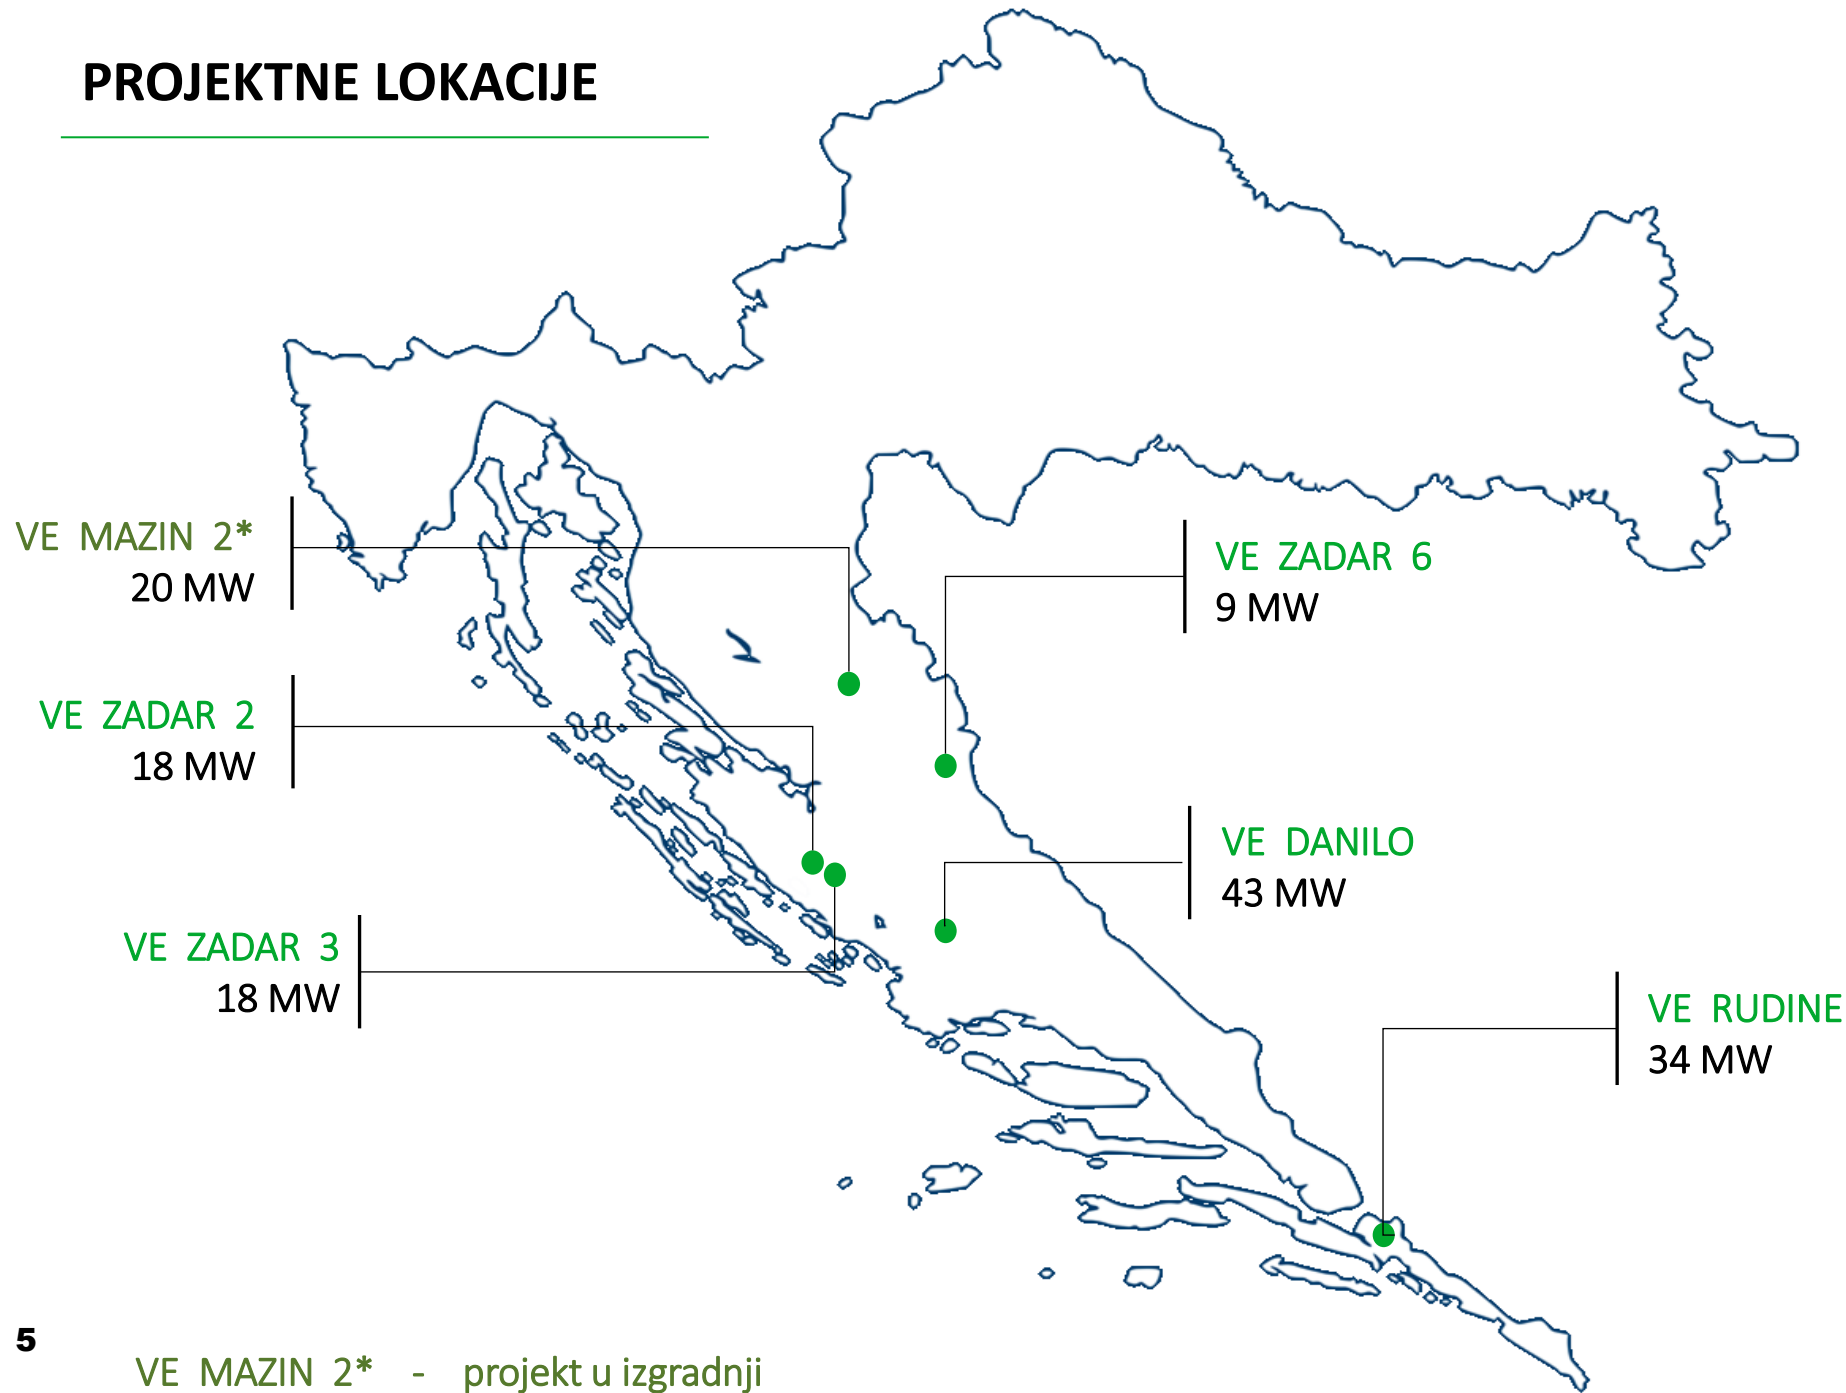 PROJEKTNE LOKACIJE
VE MAZIN 2*
20 MW
VE ZADAR 6
9 MW
VE ZADAR 2
18 MW
VE DANILO
43 MW
VE ZADAR 3
18 MW
VE RUDINE
34 MW
5
VE MAZIN 2* - projekt u izgradnji